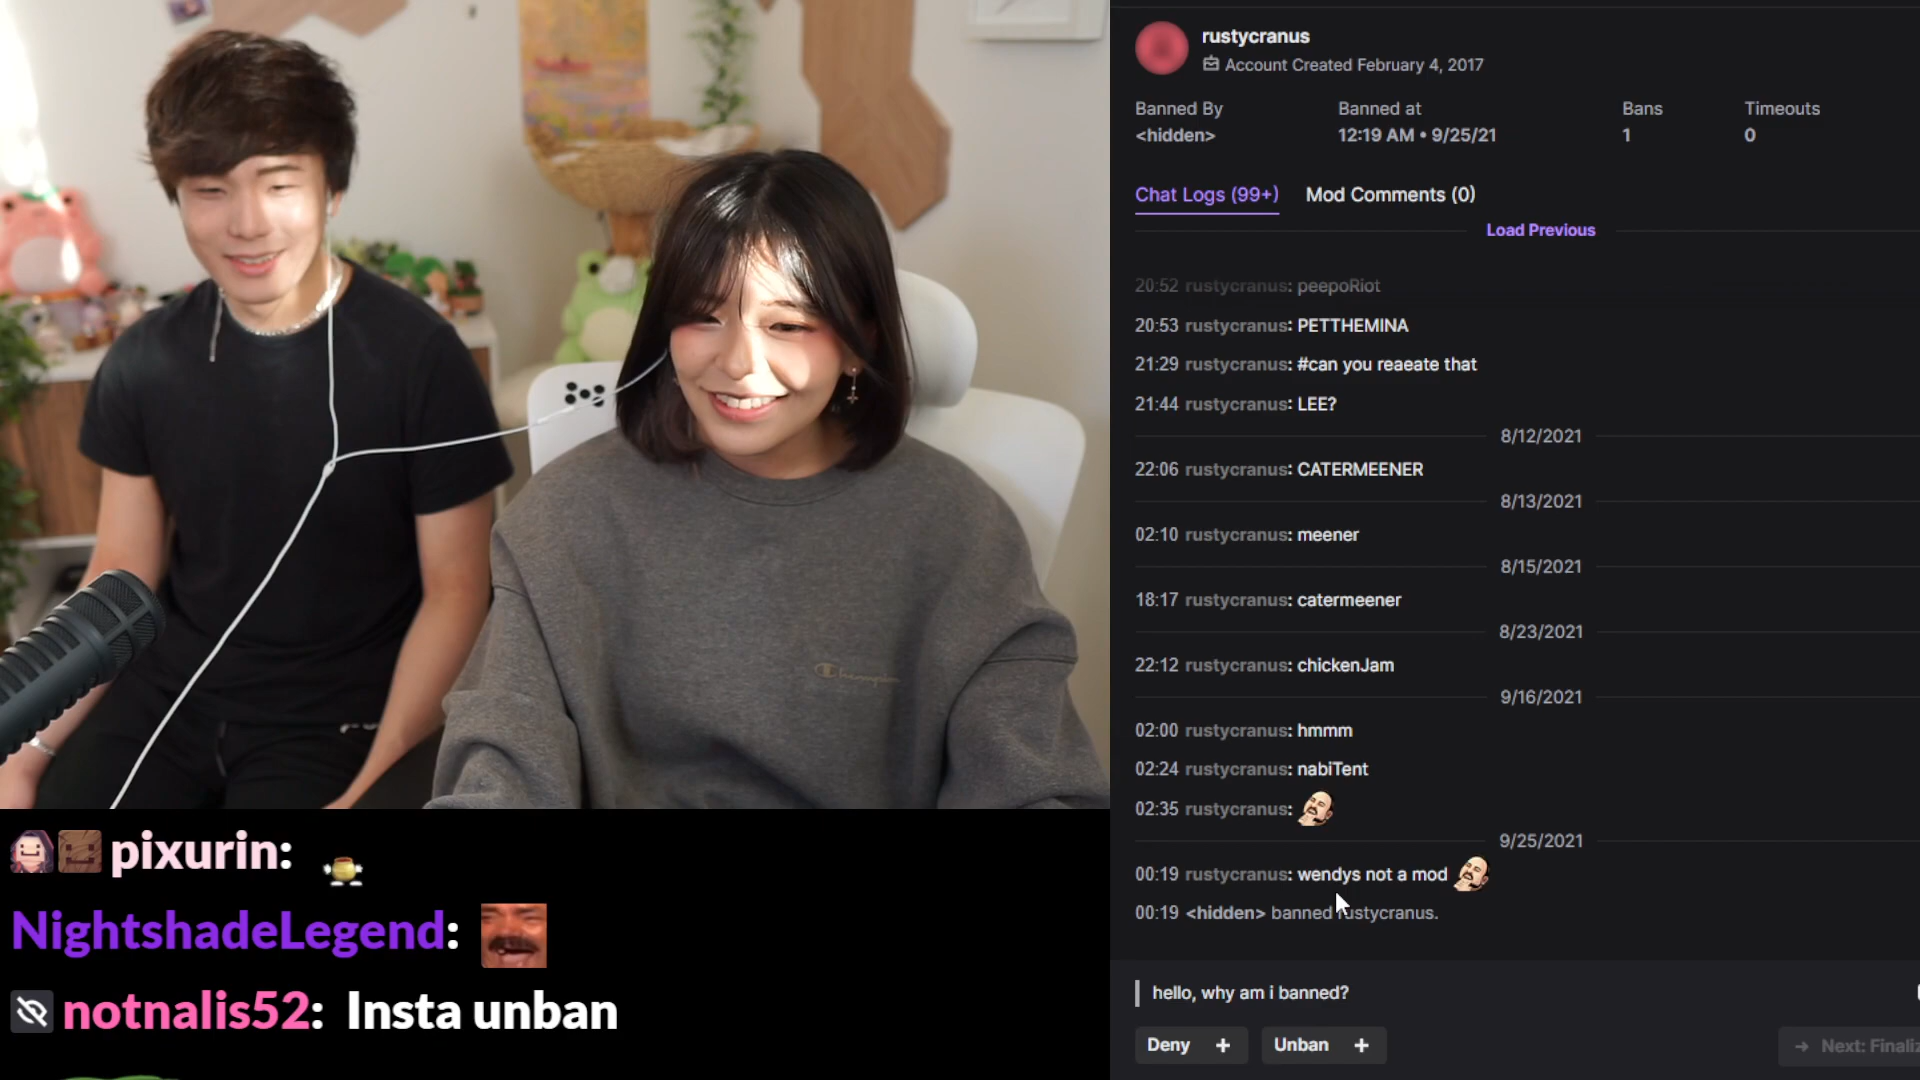 rustycranus
Account Created February 4, 2017
Banned By
Banned at
Bans
Timeouts
<hidden>
12:19 AM • 9/25/21
1
0
Chat Logs (99+)
Mod Comments (0)
Load Previous
20:52 rustycranus: peepoRiot
20:53 rustycranus: PETTHEMINA
21:29 rustycranus: #can you reaeate that
21:44 rustycranus: LEE?
8/12/2021
22:06 rustycranus: CATERMEENER
8/13/2021
02:10 rustycranus: meener
8/15/2021
18:17 rustycranus: catermeener
8/23/2021
22:12 rustycranus: chickenJam
9/16/2021
02:00 rustycranus: hmmm
02:24 rustycranus: nabiTent
02:35 rustycranus:
9/25/2021
00:19 rustycranus: wendys not a mod
00:19 <hidden> banned rustycranus.
hello, why am i banned?
Deny +
Unban +
→ Next:
Champion
pixurin:
NightshadeLegend:
notnalis52: Insta unban